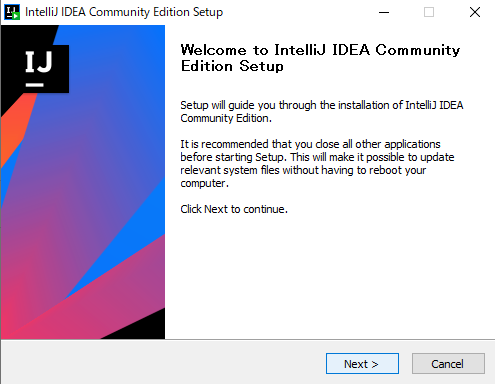 IntelliJ IDEA Community Edition Setup
IJ
Welcome to IntelliJ IDEA Community
Edition Setup
Setup will guide you through the installation of IntelliJ IDEA
Community Edition.
It is recommended that you close all other applications
before starting Setup. This will make it possible to update
relevant system files without having to reboot your
computer.
Click Next to continue.
Next >
Cancel